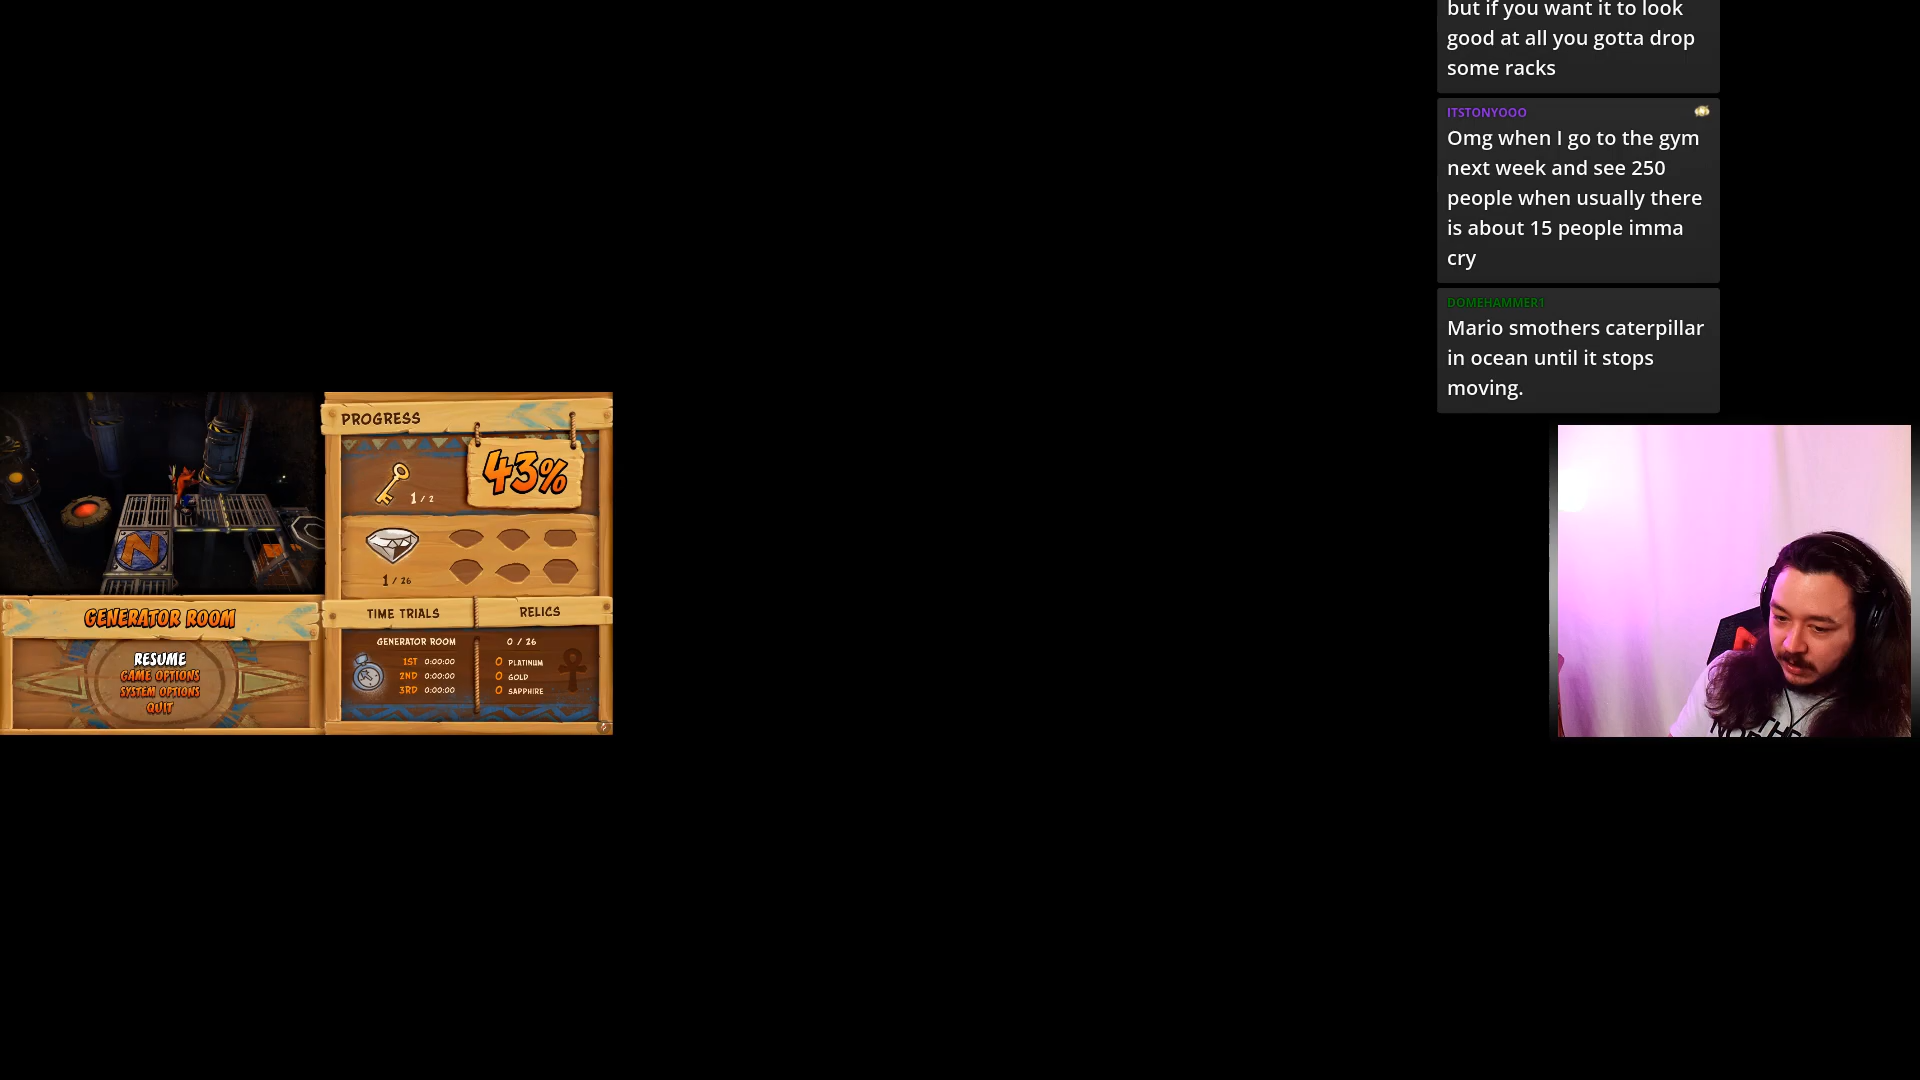 but if you want it to look
good at all you gotta drop
some racks
ITSTONYOOO
Omg when I go to the gym
next week and see 250
people when usually there
is about 15 people imma
cry
DOMEHAMMER1
Mario smothers caterpillar
in ocean until it stops
moving.
PROGRESS
43%
1 / 2
1 / 26
TIME TRIALS
RELICS
GENERATOR ROOM
0 / 26
1ST 0:00:00
2ND 0:00:00
3RD 0:00:00
0 PLATINUM
0 GOLD
0 SAPPHIRE
N
GENERATOR ROOM
RESUME
GAME OPTIONS
SYSTEM OPTIONS
QUIT